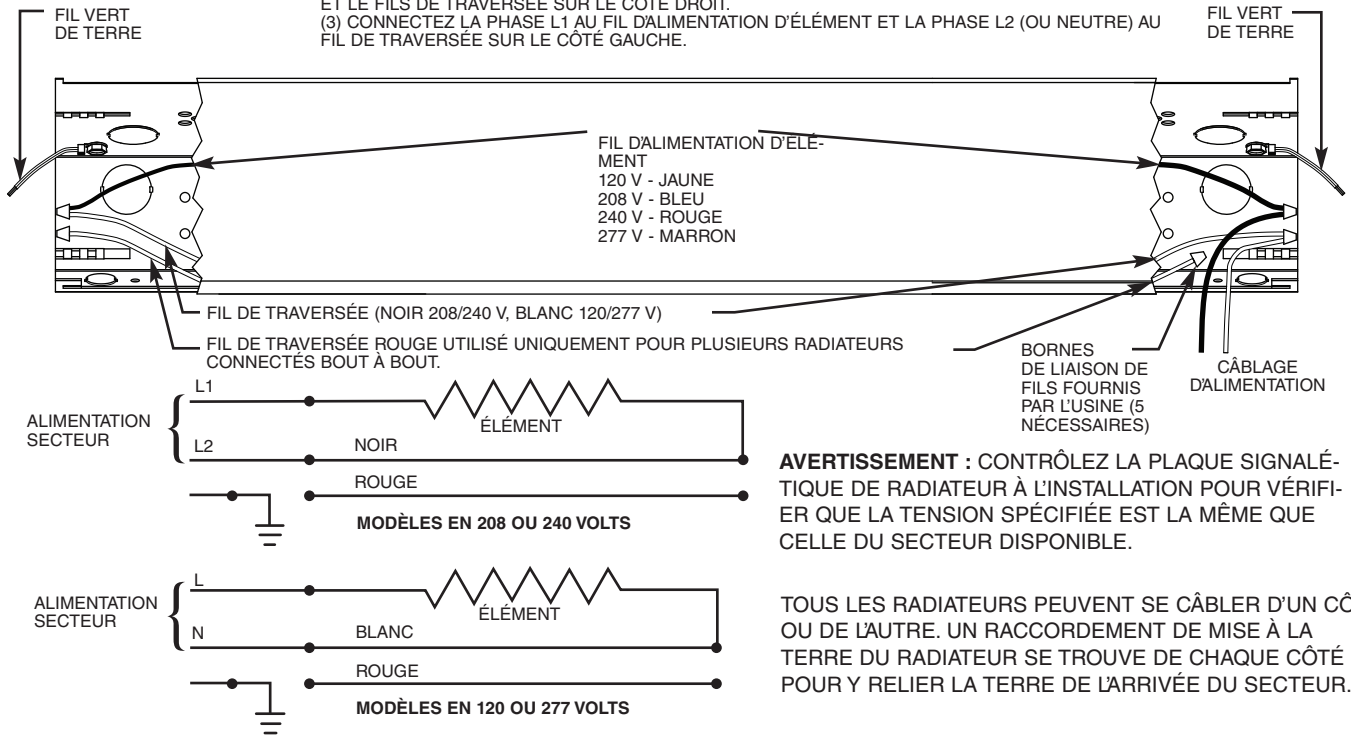 ET LE FILS DE TRAVERSÉE SUR LE CÔTÉ DROIT.
(3) CONNECTEZ LA PHASE L1 AU FIL D'ALIMENTATION D'ÉLÉMENT ET LA PHASE L2 (OU NEUTRE) AU
FIL DE TRAVERSÉE SUR LE CÔTÉ GAUCHE.
FIL VERT
DE TERRE
FIL VERT
DE TERRE
FIL D'ALIMENTATION D'ÉLÉ-
MENT
120 V - JAUNE
208 V - BLEU
240 V - ROUGE
277 V - MARRON
FIL DE TRAVERSÉE (NOIR 208/240 V, BLANC 120/277 V)
FIL DE TRAVERSÉE ROUGE UTILISÉ UNIQUEMENT POUR PLUSIEURS RADIATEURS
CONNECTÉS BOUT À BOUT.
BORNES
DE LIAISON DE
FILS FOURNIS
PAR L'USINE (5
NÉCESSAIRES)
CÂBLAGE
D'ALIMENTATION
ALIMENTATION
SECTEUR
L1
ÉLÉMENT
L2
NOIR
ROUGE
MODÈLES EN 208 OU 240 VOLTS
ALIMENTATION
SECTEUR
L
ÉLÉMENT
N
BLANC
ROUGE
MODÈLES EN 120 OU 277 VOLTS
AVERTISSEMENT : CONTRÔLEZ LA PLAQUE SIGNALÉ-
TIQUE DE RADIATEUR À L'INSTALLATION POUR VÉRIFI-
ER QUE LA TENSION SPÉCIFIÉE EST LA MÊME QUE
CELLE DU SECTEUR DISPONIBLE.
TOUS LES RADIATEURS PEUVENT SE CÂBLER D'UN CÔ
OU DE L'AUTRE. UN RACCORDEMENT DE MISE À LA
TERRE DU RADIATEUR SE TROUVE DE CHAQUE CÔTÉ
POUR Y RELIER LA TERRE DE L'ARRIVÉE DU SECTEUR.